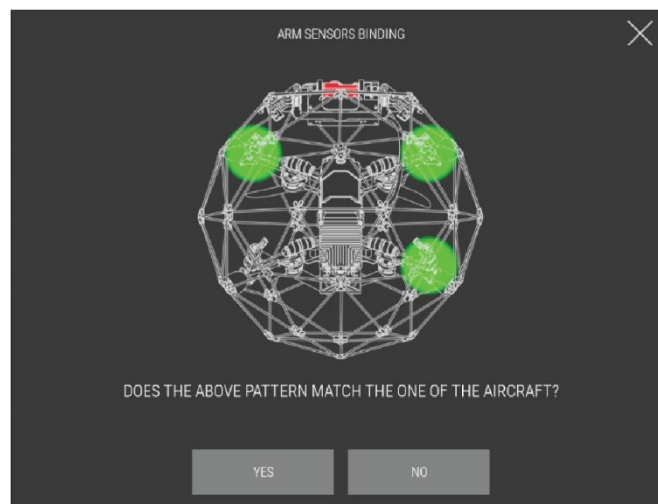 ARM SENSORS BINDING
DOES THE ABOVE PATTERN MATCH THE ONE OF THE AIRCRAFT?
YES
NO